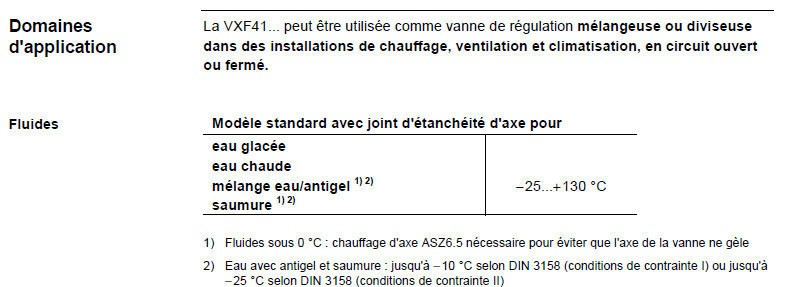 Domaines d'application
La VXF41... peut être utilisée comme vanne de régulation mélangeuse ou diviseuse
dans des installations de chauffage, ventilation et climatisation, en circuit ouvert
ou fermé.
Fluides
Modèle standard avec joint d'étanchéité d'axe pour
eau glacée
eau chaude
mélange eau/antigel 1) 2)
−25...+130 °C
saumure 1) 2)
1) Fluides sous 0 °C : chauffage d'axe ASZ6.5 nécessaire pour éviter que l'axe de la vanne ne gèle
2) Eau avec antigel et saumure : jusqu'à −10 °C selon DIN 3158 (conditions de contrainte I) ou jusqu'à
−25 °C selon DIN 3158 (conditions de contrainte II)